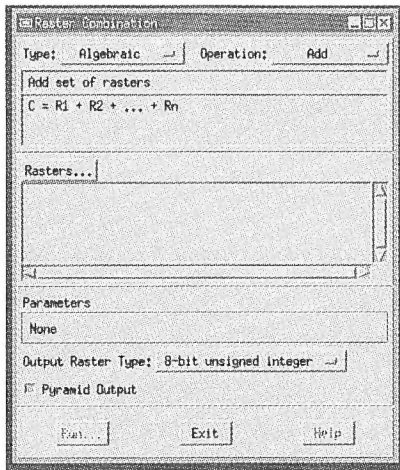 Raster Combination
Type: Algebraic Operation: Add
Add set of rasters
C = R1 + R2 + ... + Rn
Rasters...
Parameters
None
Output Raster Type: 8-bit unsigned integer
Pyramid Output
Run... Exit Help